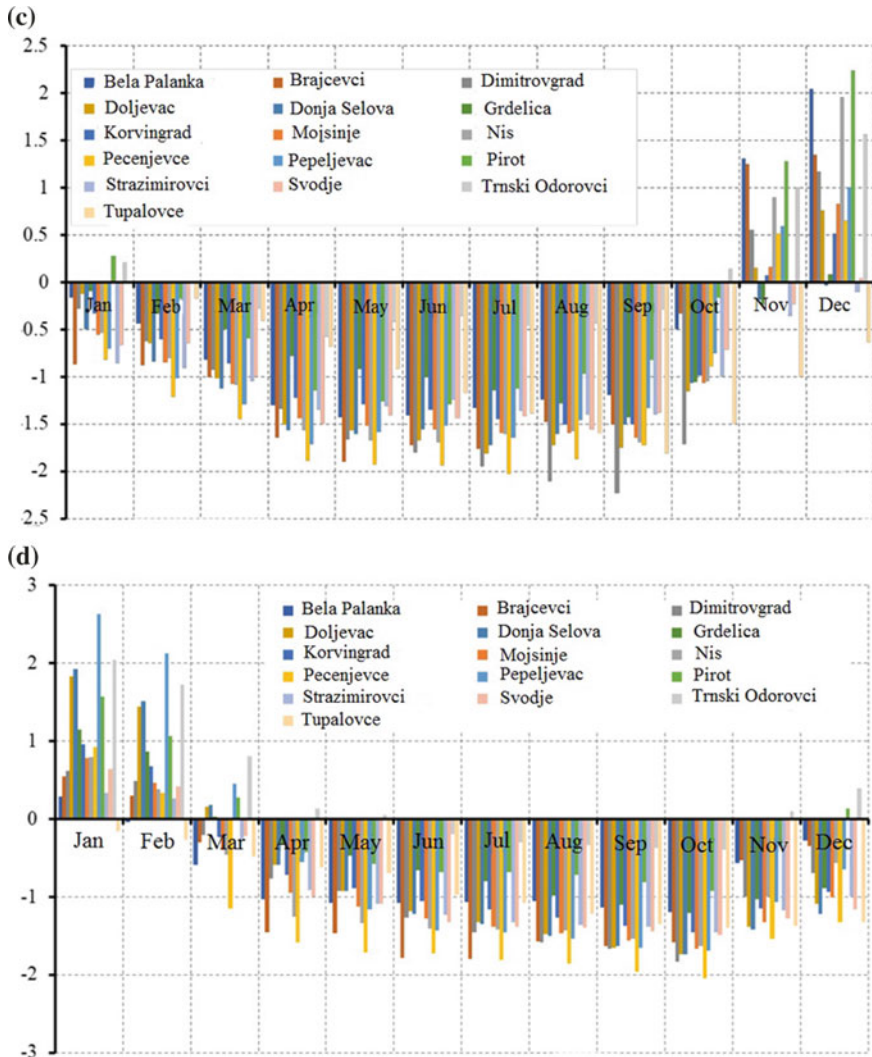 (c)
2.5
2
1.5
1
0.5
0
0.5
-1
-1.5
-2
2,5
Bela Palanka Brajcevci Dimitrovgrad
Doljevac Donja Selova Grdelica
Korvingrad Mojsinje Nis
Pecenjevce Pepeljevac Pirot
Strazimirovci Svodje Trnski Odorovci
Tupalovce
Jan Feb Mar Apr May Jun Jul Aug Sep Oct Nov Dec
(d)
3
2
1
0
-1
-2
-3
Bela Palanka Brajcevci Dimitrovgrad
Doljevac Donja Selova Grdelica
Korvingrad Mojsinje Nis
Pecenjevce Pepeljevac Pirot
Strazimirovci Svodje Trnski Odorovci
Tupalovce
Jan Feb Mar Apr May Jun Jul Aug Sep Oct Nov Dec